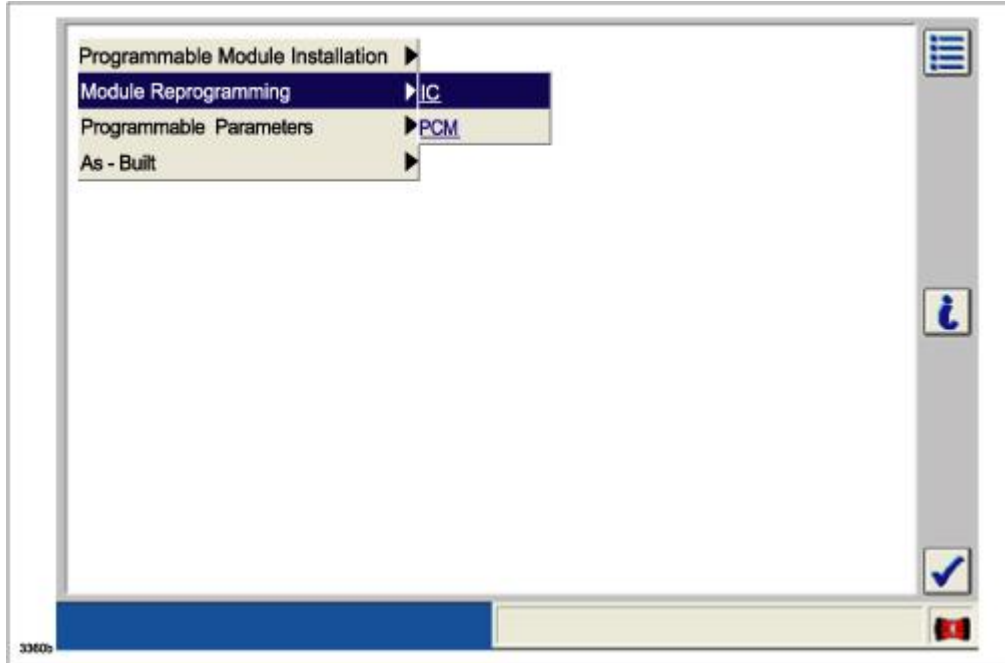 Programmable Module Installation
Module Reprogramming IC
Programmable Parameters PCM
As - Built
i
3360b